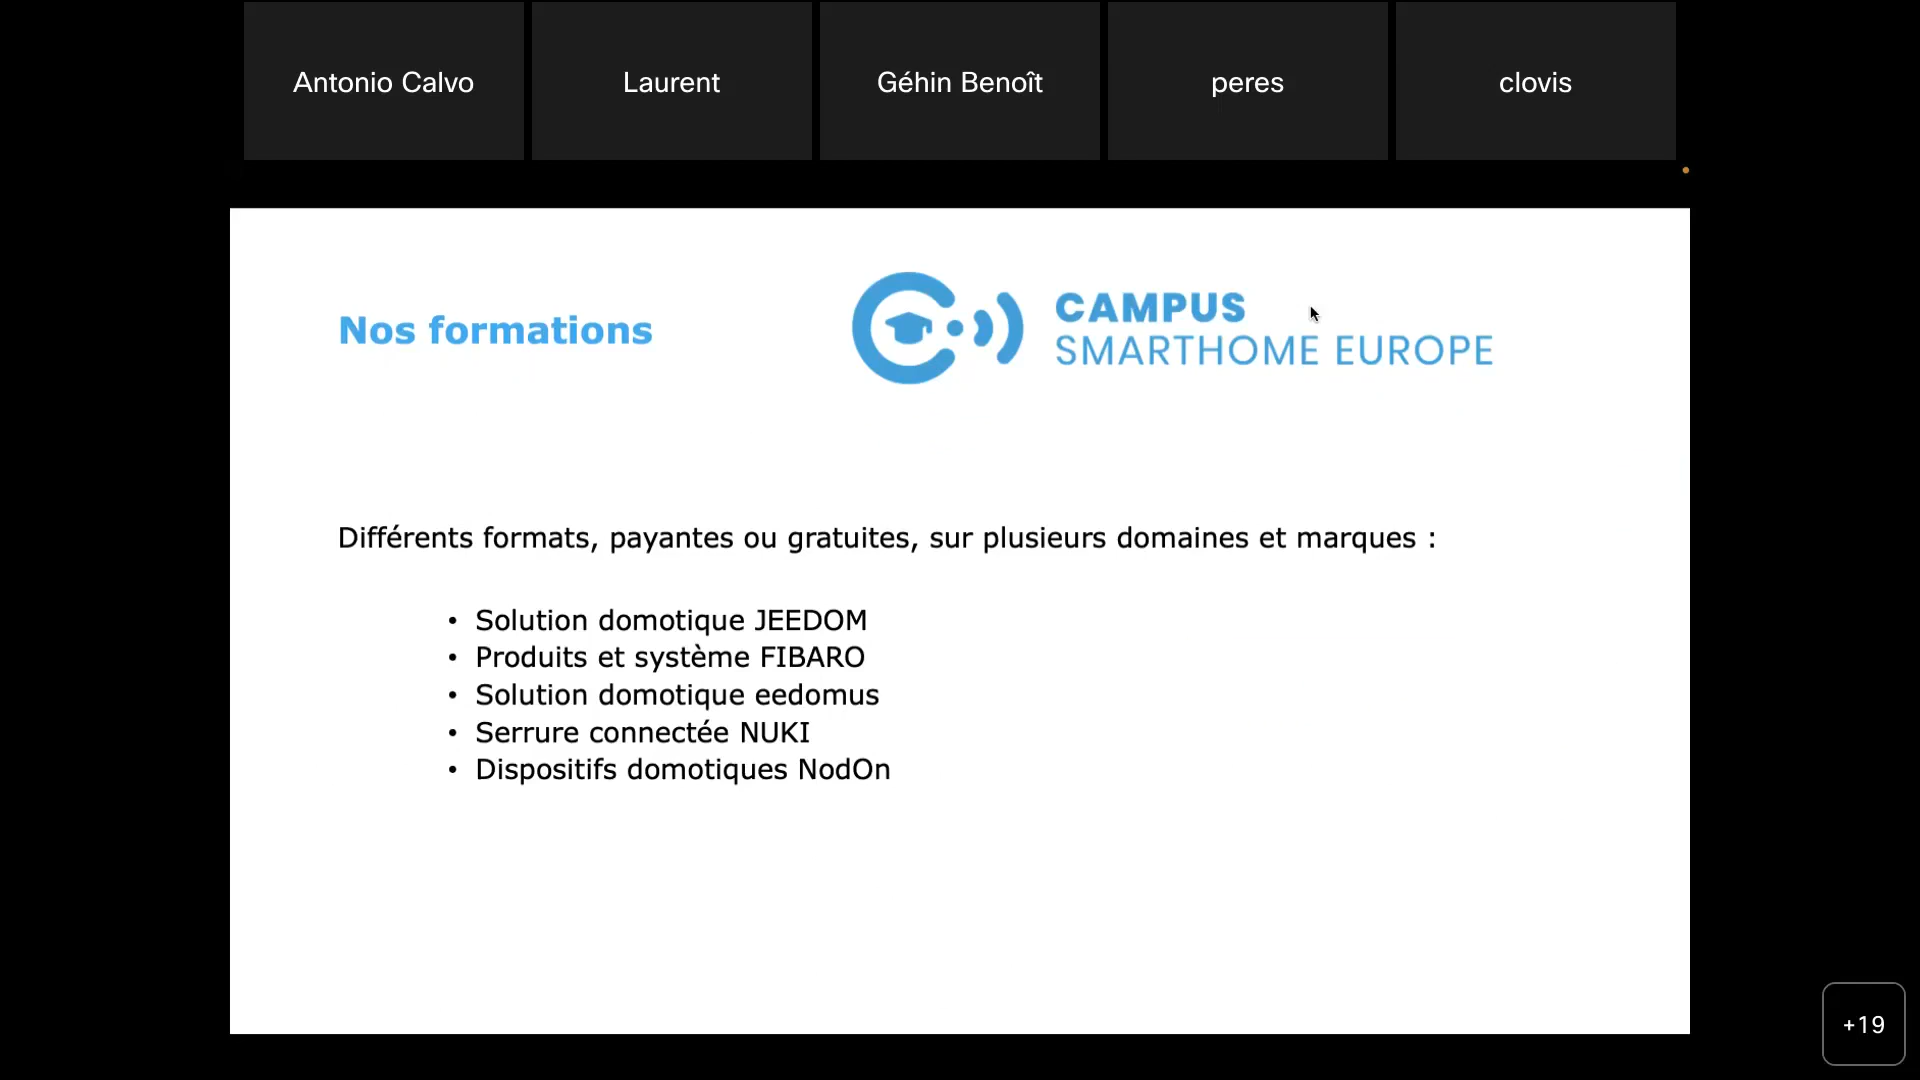 Antonio Calvo
Laurent
Géhin Benoît
peres
clovis
Nos formations
CAMPUS
SMARTHOME EUROPE
Différents formats, payantes ou gratuites, sur plusieurs domaines et marques :
• Solution domotique JEEDOM
• Produits et système FIBARO
• Solution domotique eedomus
• Serrure connectée NUKI
• Dispositifs domotiques NodOn
+19